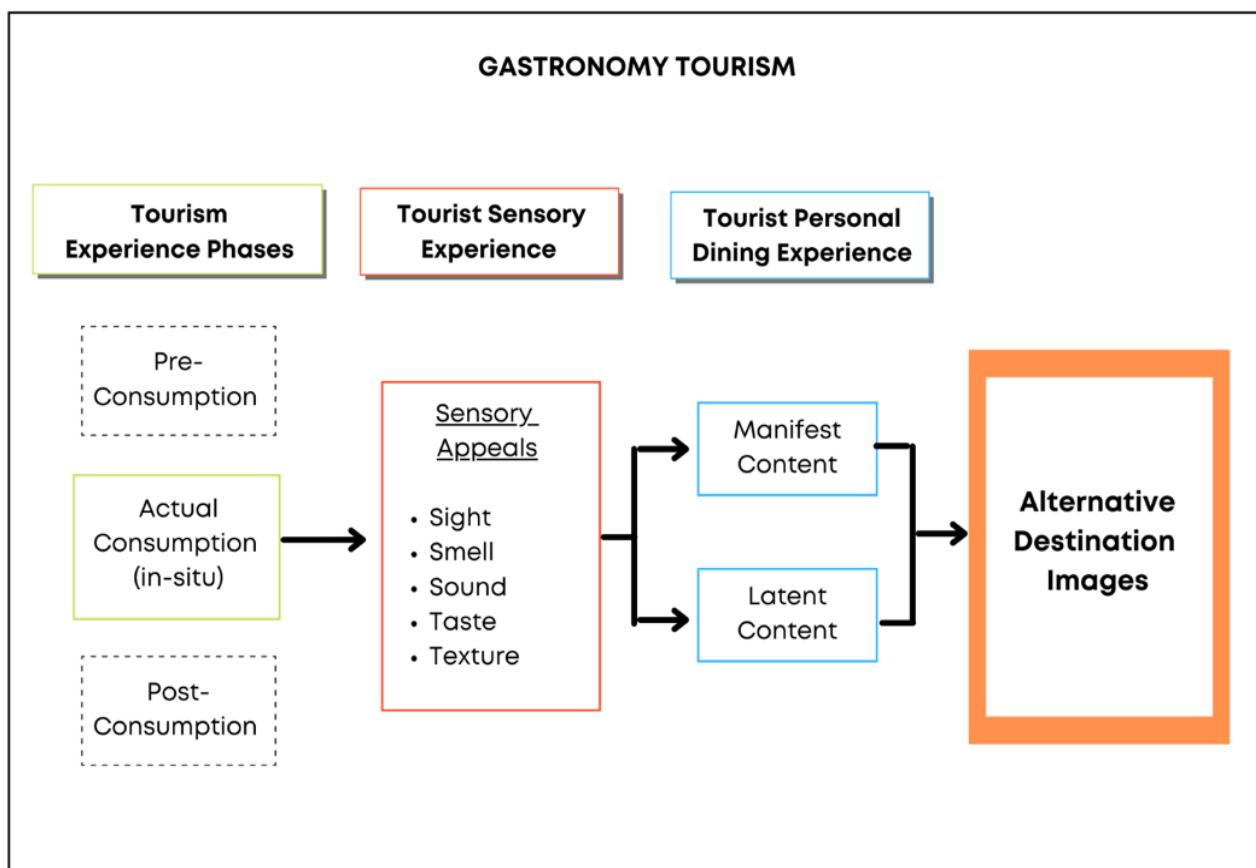 GASTRONOMY TOURISM
Tourism
Experience Phases
Tourist Sensory
Experience
Tourist Personal
Dining Experience
Pre-
Consumption
Actual
Consumption
(in-situ)
Post-
Consumption
Sensory
Appeals
• Sight
• Smell
• Sound
• Taste
• Texture
Manifest
Content
Latent
Content
Alternative
Destination
Images